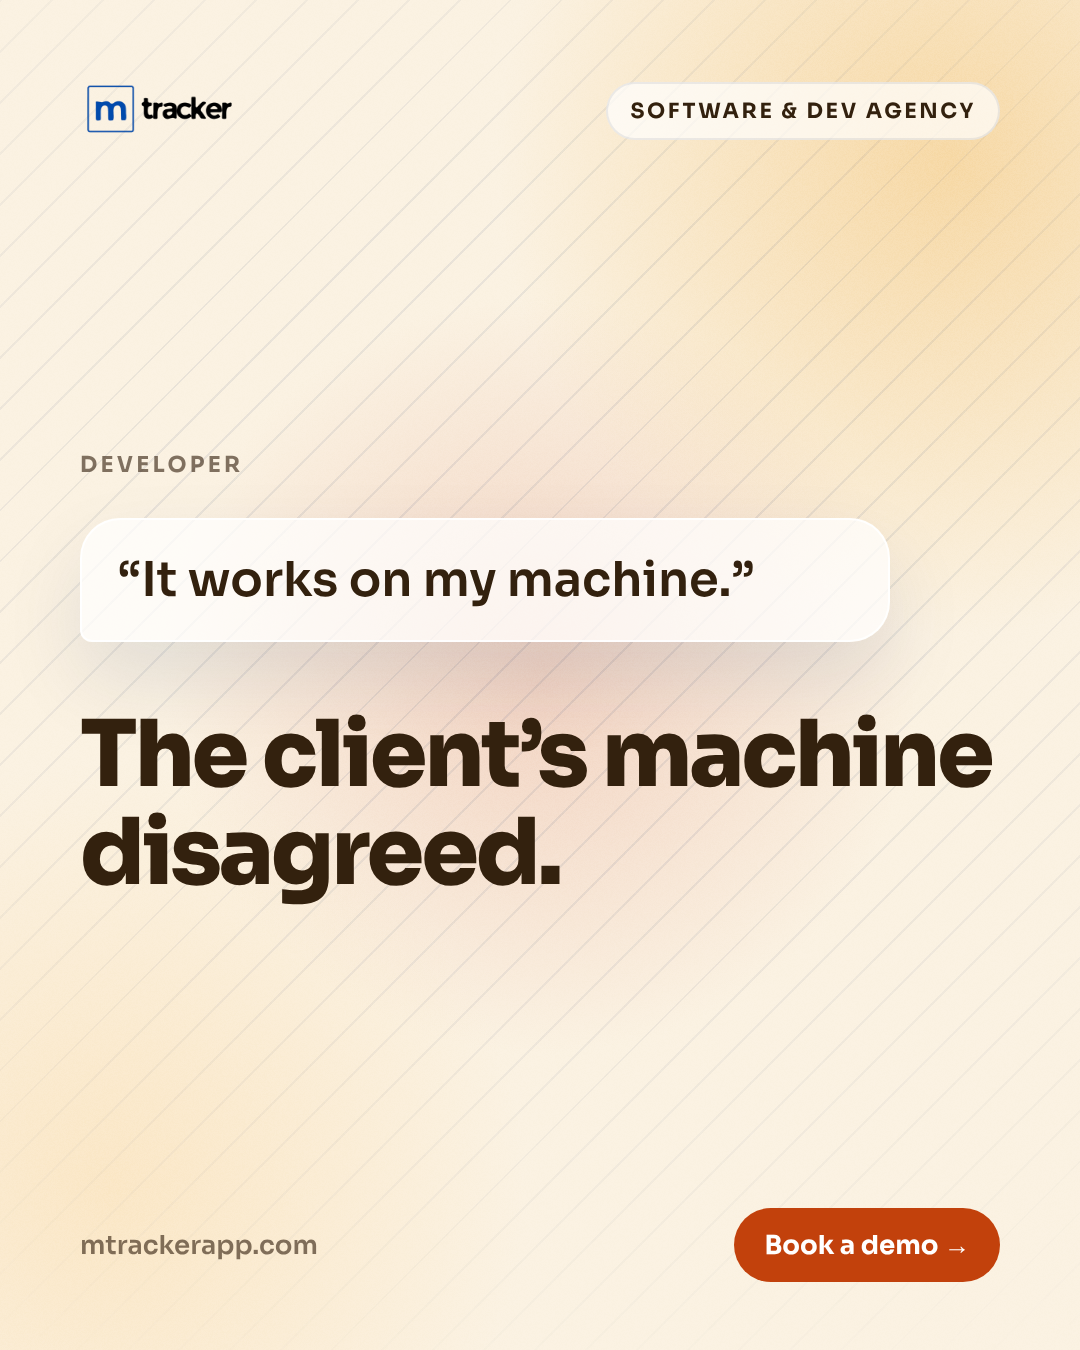 m tracker
SOFTWARE & DEV AGENCY
DEVELOPER
“It works on my machine.”
The client’s machine
disagreed.
mtrackerapp.com
Book a demo →